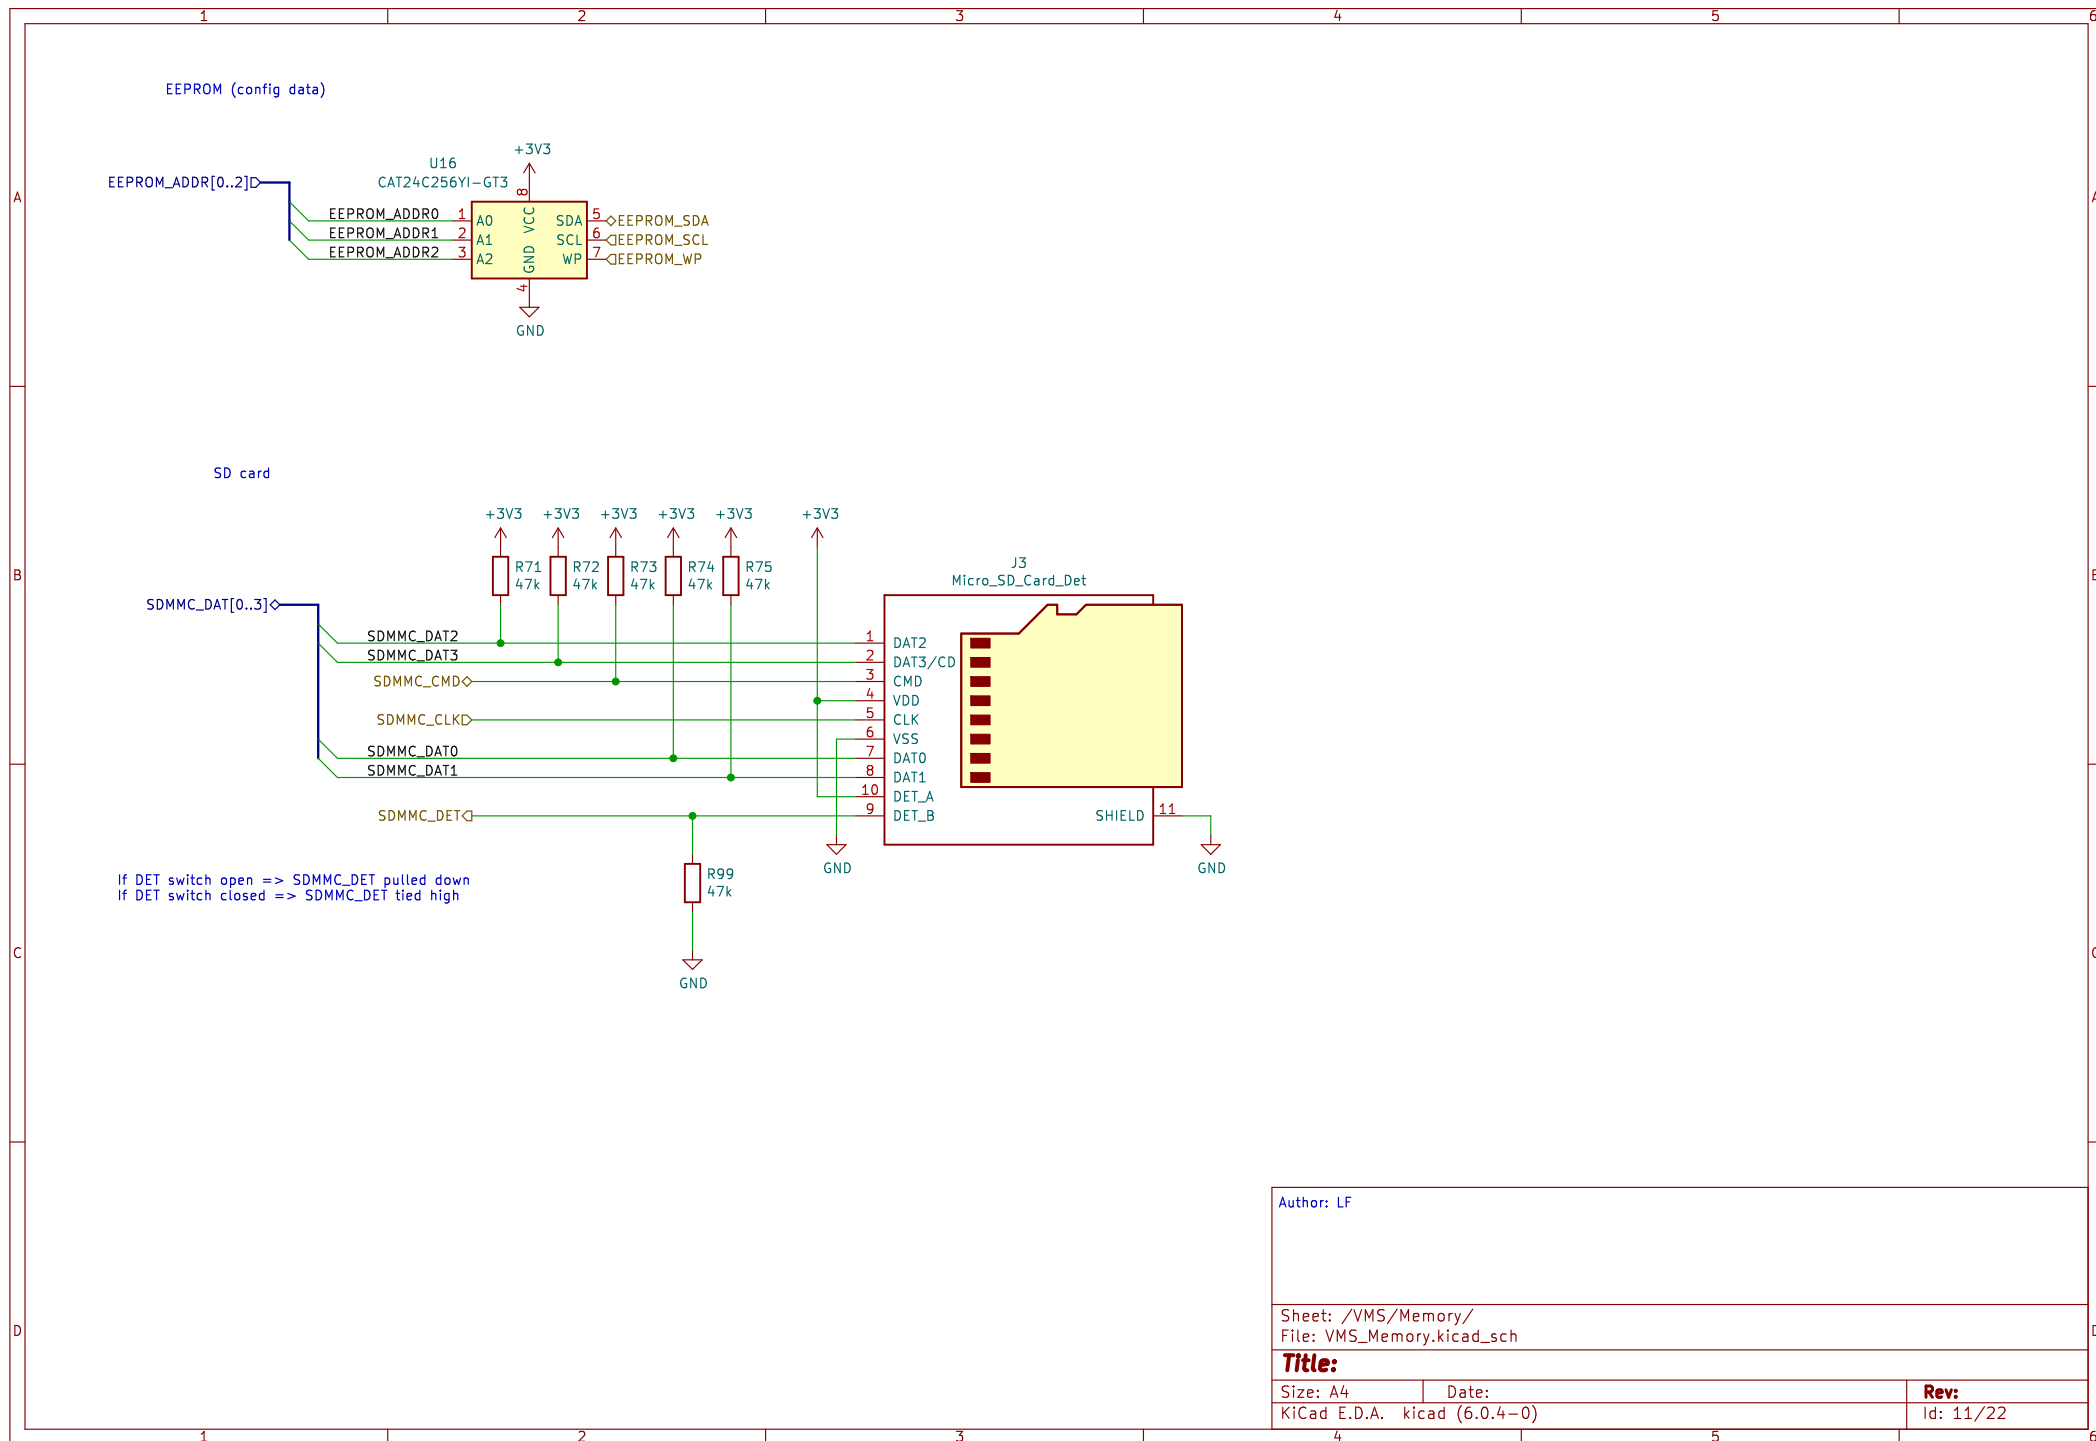 1 2 3 4 5 6
EEPROM (config data)
+3V3
U16
CAT24C256YI-GT3
EEPROM_ADDR[0..2]
A
8
VCC
EEPROM_ADDR0 1 A0 SDA 5 EEPROM_SDA
EEPROM_ADDR1 2 A1 SCL 6 EEPROM_SCL
EEPROM_ADDR2 3 A2 GND WP 7 EEPROM_WP
4
GND
SD card
+3V3 +3V3 +3V3 +3V3 +3V3 +3V3
J3
Micro_SD_Card_Det
R71 R72 R73 R74 R75
47k 47k 47k 47k 47k
B
SDMMC_DAT[0..3]
SDMMC_DAT2 1 DAT2
SDMMC_DAT3 2 DAT3/CD
SDMMC_CMD 3 CMD
4 VDD
SDMMC_CLK 5 CLK
6 VSS
SDMMC_DAT0 7 DAT0
SDMMC_DAT1 8 DAT1
10 DET_A
SDMMC_DET 9 DET_B SHIELD 11
GND GND
R99
47k
If DET switch open => SDMMC_DET pulled down
If DET switch closed => SDMMC_DET tied high
C
GND
Author: LF
Sheet: /VMS/Memory/
File: VMS_Memory.kicad_sch
D
Title:
Size: A4 Date: Rev:
KiCad E.D.A. kicad (6.0.4-0) Id: 11/22
1 2 3 4 5 6